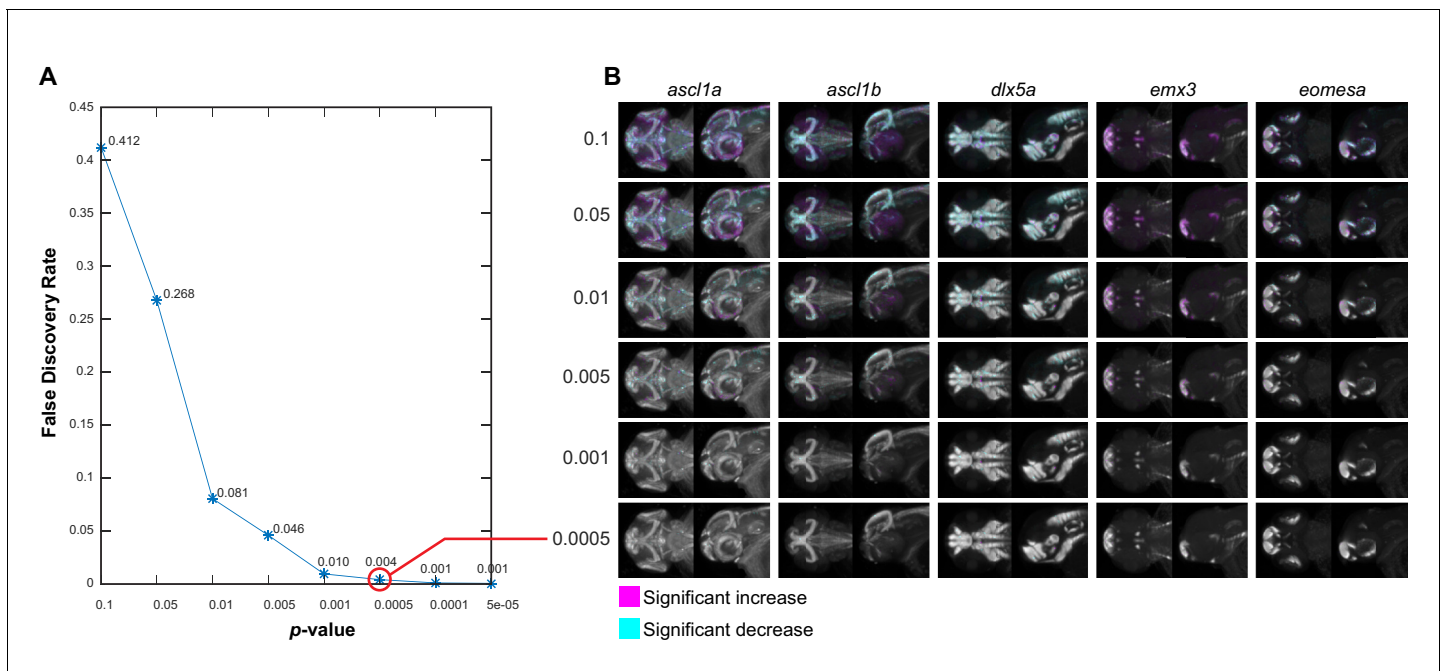 A
False Discovery Rate
0.45
0.4
0.35
0.3
0.25
0.2
0.15
0.1
0.05
0
0.412
0.268
0.081
0.046
0.010
0.004
0.001
0.001
0.1
0.05
0.01
0.005
0.001
0.0005
0.0001
5e-05
p-value
B
ascl1a
ascl1b
dlx5a
emx3
eomesa
0.1
0.05
0.01
0.005
0.001
0.0005
Significant increase
Significant decrease